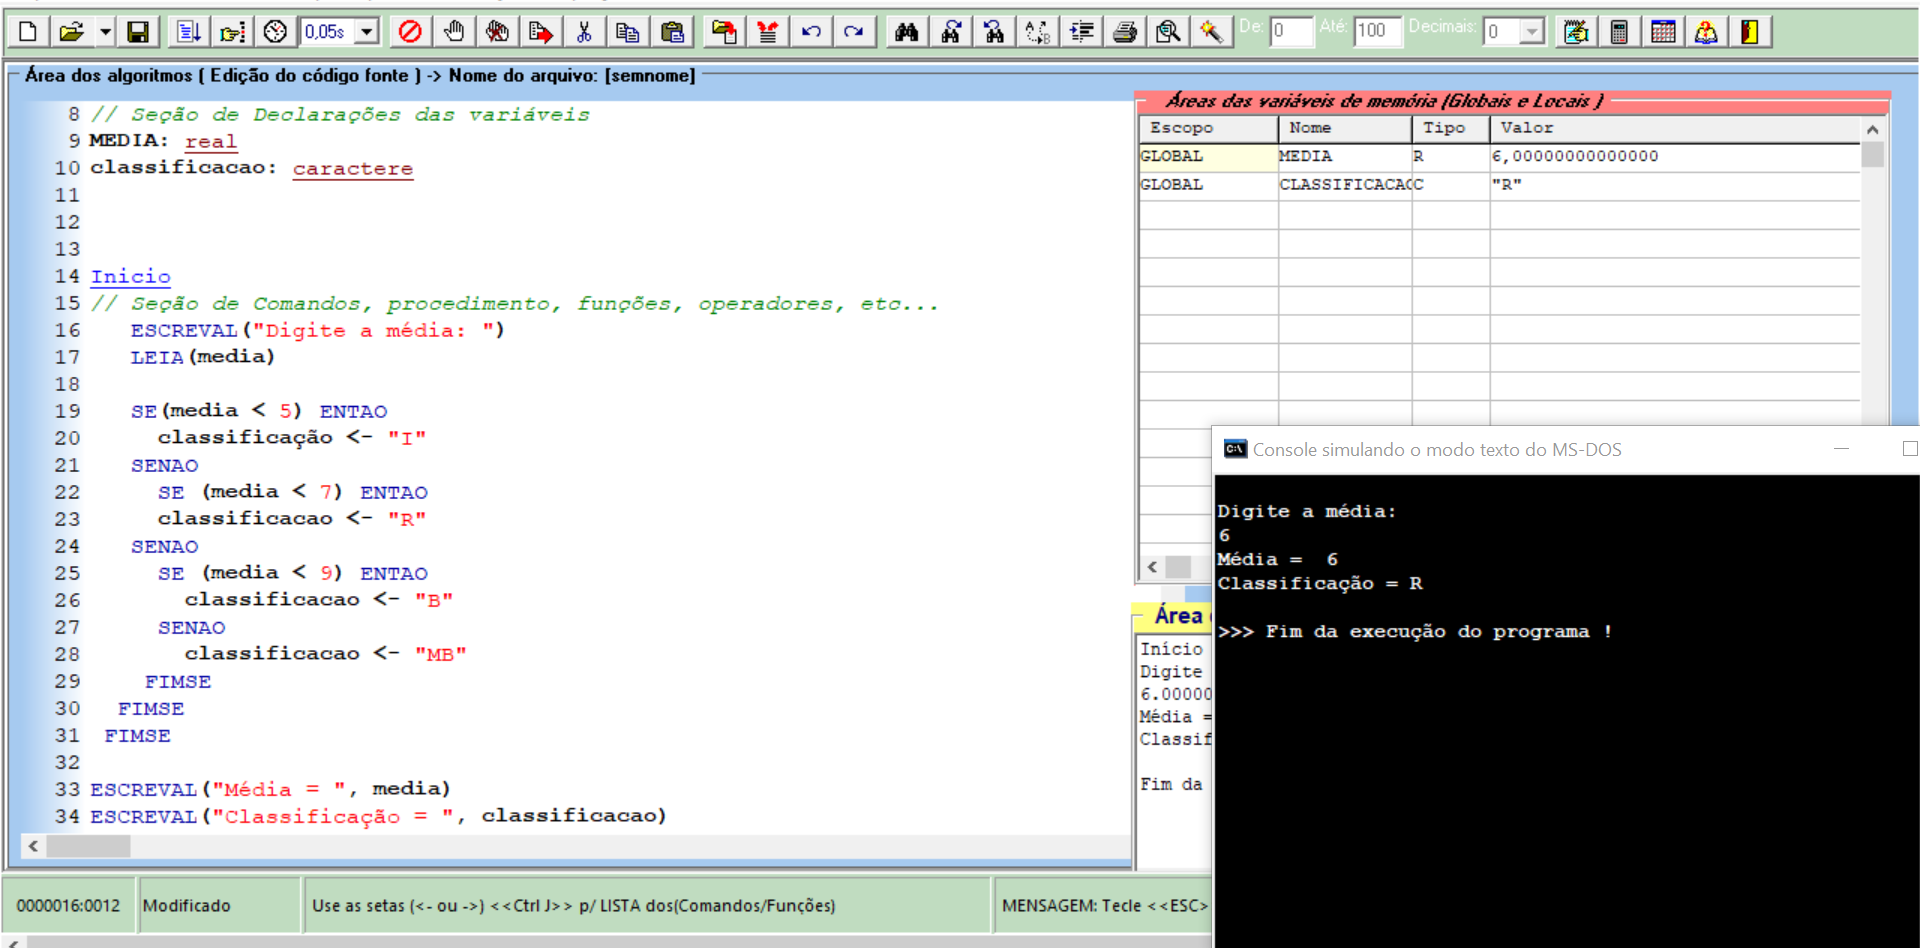 0,05s
De: 0 Até: 100 Decimais: 0
Área dos algoritmos ( Edição do código fonte ) -> Nome do arquivo: [semnome]
8 // Seção de Declarações das variáveis
9 MEDIA: real
10 classificacao: caractere
11
12
13
14 Inicio
15 // Seção de Comandos, procedimento, funções, operadores, etc...
16 ESCREVAL("Digite a média: ")
17 LEIA(media)
18
19 SE(media < 5) ENTAO
20 classificação <- "I"
21 SENAO
22 SE (media < 7) ENTAO
23 classificacao <- "R"
24 SENAO
25 SE (media < 9) ENTAO
26 classificacao <- "B"
27 SENAO
28 classificacao <- "MB"
29 FIMSE
30 FIMSE
31 FIMSE
32
33 ESCREVAL("Média = ", media)
34 ESCREVAL("Classificação = ", classificacao)
Áreas das variáveis de memória (Globais e Locais )
Escopo Nome Tipo Valor
GLOBAL MEDIA R 6,00000000000000
GLOBAL CLASSIFICACAO C "R"
Console simulando o modo texto do MS-DOS
Digite a média:
6
Média = 6
Classificação = R
>>> Fim da execução do programa !
Área
Início
Digite
6.00000
Média =
Classif
Fim da
0000016:0012 Modificado Use as setas (<- ou ->) <<Ctrl J>> p/ LISTA dos(Comandos/Funções) MENSAGEM: Tecle <<ESC>